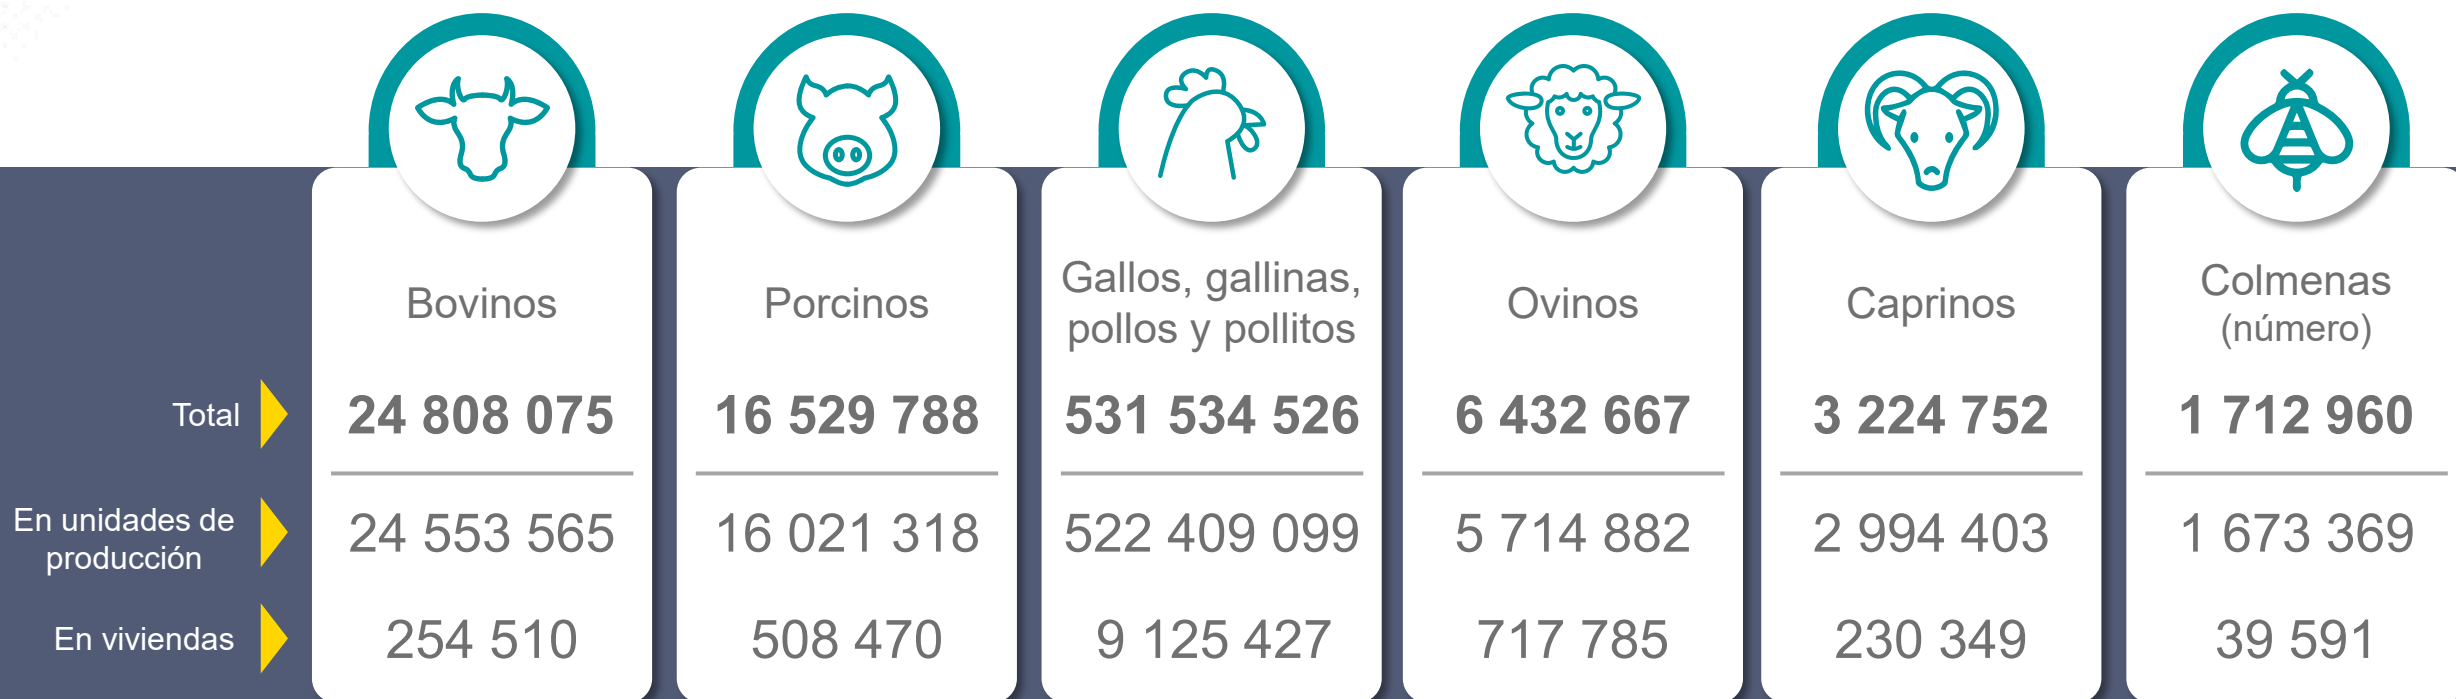 Bovinos
Porcinos
Gallos, gallinas,
pollos y pollitos
Ovinos
Caprinos
Colmenas
(número)
Total
24 808 075
16 529 788
531 534 526
6 432 667
3 224 752
1 712 960
En unidades de
producción
24 553 565
16 021 318
522 409 099
5 714 882
2 994 403
1 673 369
En viviendas
254 510
508 470
9 125 427
717 785
230 349
39 591